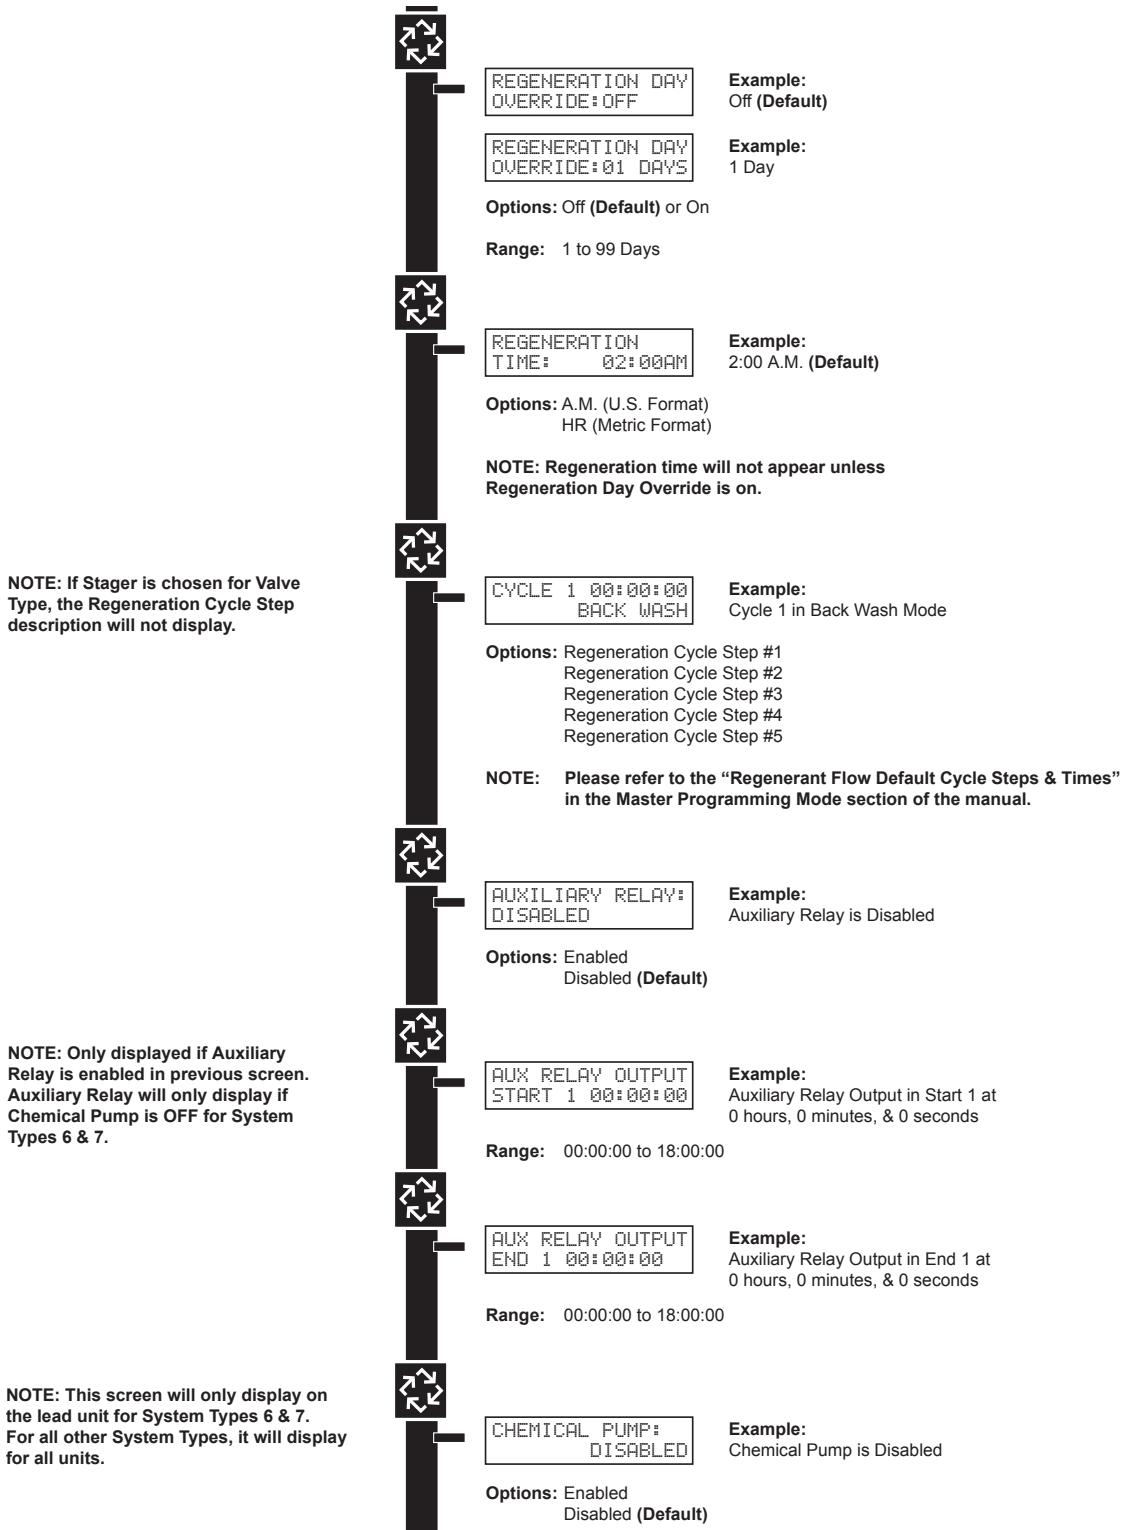 REGENERATION DAY
OVERRIDE:OFF
Example:
Off (Default)
REGENERATION DAY
OVERRIDE:01 DAYS
Example:
1 Day
Options: Off (Default) or On
Range: 1 to 99 Days
REGENERATION
TIME: 02:00AM
Example:
2:00 A.M. (Default)
Options: A.M. (U.S. Format)
HR (Metric Format)
NOTE: Regeneration time will not appear unless
Regeneration Day Override is on.
NOTE: If Stager is chosen for Valve
Type, the Regeneration Cycle Step
description will not display.
CYCLE 1 00:00:00
BACK WASH
Example:
Cycle 1 in Back Wash Mode
Options: Regeneration Cycle Step #1
Regeneration Cycle Step #2
Regeneration Cycle Step #3
Regeneration Cycle Step #4
Regeneration Cycle Step #5
NOTE: Please refer to the “Regenerant Flow Default Cycle Steps & Times”
in the Master Programming Mode section of the manual.
AUXILIARY RELAY:
DISABLED
Example:
Auxiliary Relay is Disabled
Options: Enabled
Disabled (Default)
NOTE: Only displayed if Auxiliary
Relay is enabled in previous screen.
Auxiliary Relay will only display if
Chemical Pump is OFF for System
Types 6 & 7.
AUX RELAY OUTPUT
START 1 00:00:00
Example:
Auxiliary Relay Output in Start 1 at
0 hours, 0 minutes, & 0 seconds
Range: 00:00:00 to 18:00:00
AUX RELAY OUTPUT
END 1 00:00:00
Example:
Auxiliary Relay Output in End 1 at
0 hours, 0 minutes, & 0 seconds
Range: 00:00:00 to 18:00:00
NOTE: This screen will only display on
the lead unit for System Types 6 & 7.
For all other System Types, it will display
for all units.
CHEMICAL PUMP:
DISABLED
Example:
Chemical Pump is Disabled
Options: Enabled
Disabled (Default)